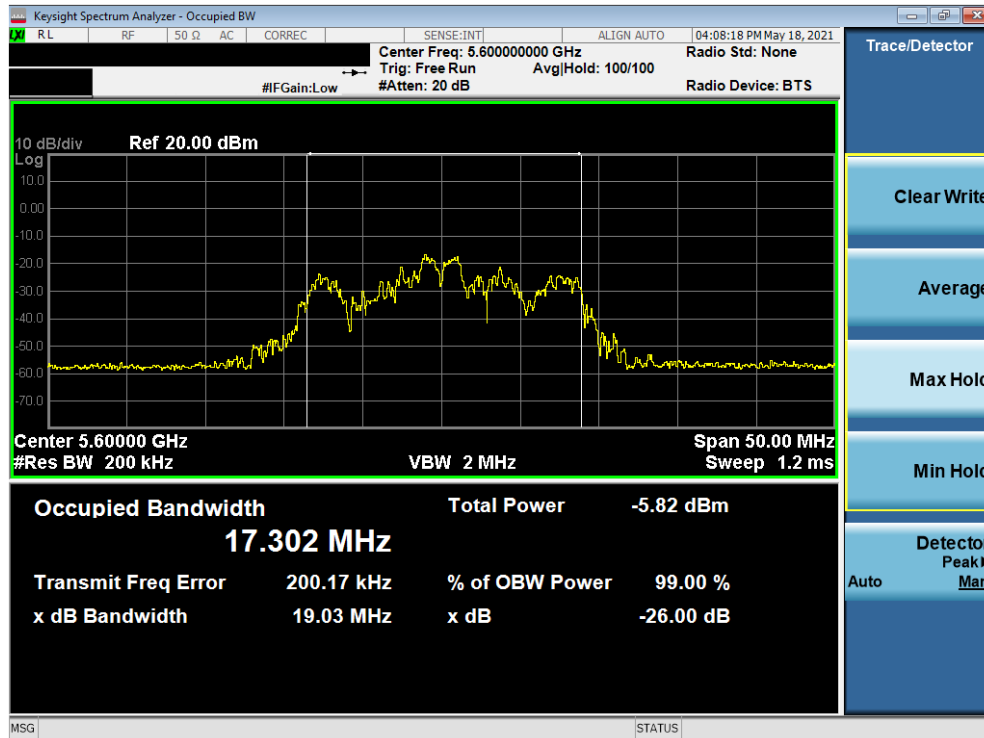 Keysight Spectrum Analyzer - Occupied BW
LXI RL RF 50 Ω AC CORREC SENSE:INT ALIGN AUTO 04:08:18 PM May 18, 2021
Center Freq: 5.600000000 GHz Radio Std: None
Trig: Free Run Avg|Hold: 100/100
#IFGain:Low #Atten: 20 dB Radio Device: BTS
10 dB/div Ref 20.00 dBm
Log
10.0
0.00
-10.0
-20.0
-30.0
-40.0
-50.0
-60.0
-70.0
Center 5.60000 GHz Span 50.00 MHz
#Res BW 200 kHz VBW 2 MHz Sweep 1.2 ms
Occupied Bandwidth Total Power -5.82 dBm
17.302 MHz
Transmit Freq Error 200.17 kHz % of OBW Power 99.00 %
x dB Bandwidth 19.03 MHz x dB -26.00 dB
MSG STATUS
Trace/Detector
Clear Write
Average
Max Hold
Min Hold
Detector
Peak
Auto Man